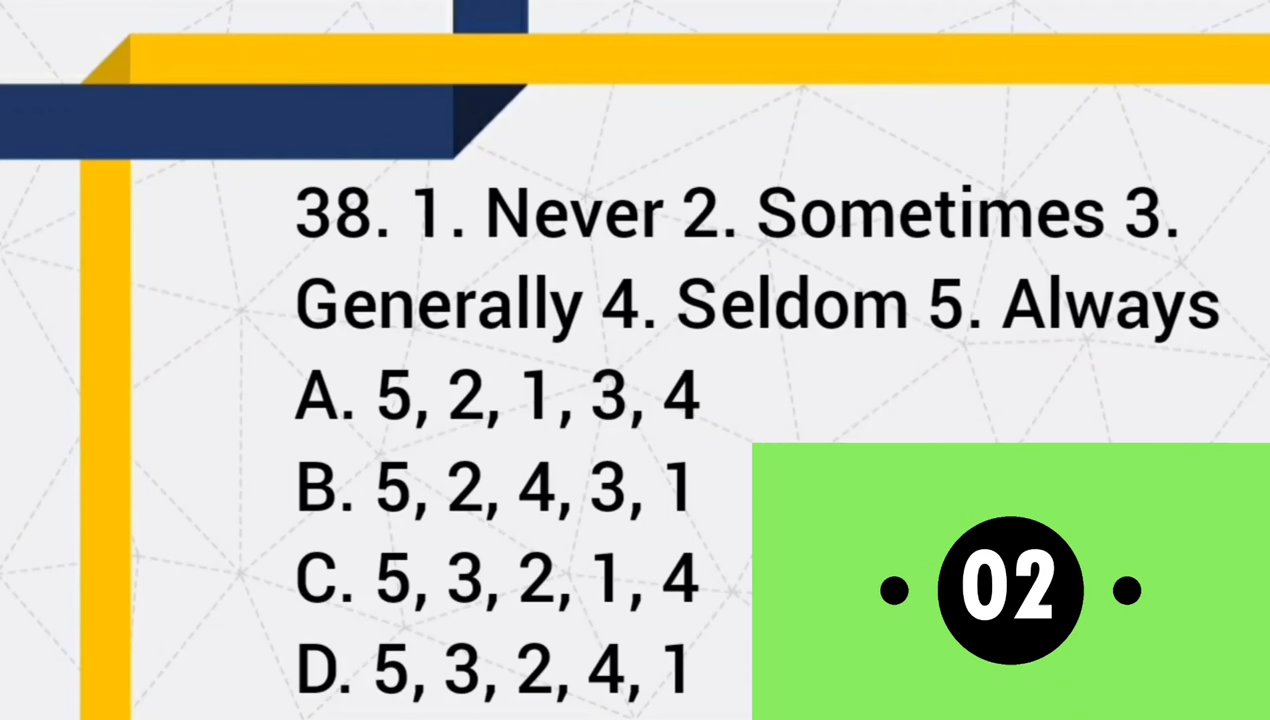 38. 1. Never 2. Sometimes 3.
Generally 4. Seldom 5. Always
A. 5, 2, 1, 3, 4
B. 5, 2, 4, 3, 1
C. 5, 3, 2, 1, 4
D. 5, 3, 2, 4, 1
02